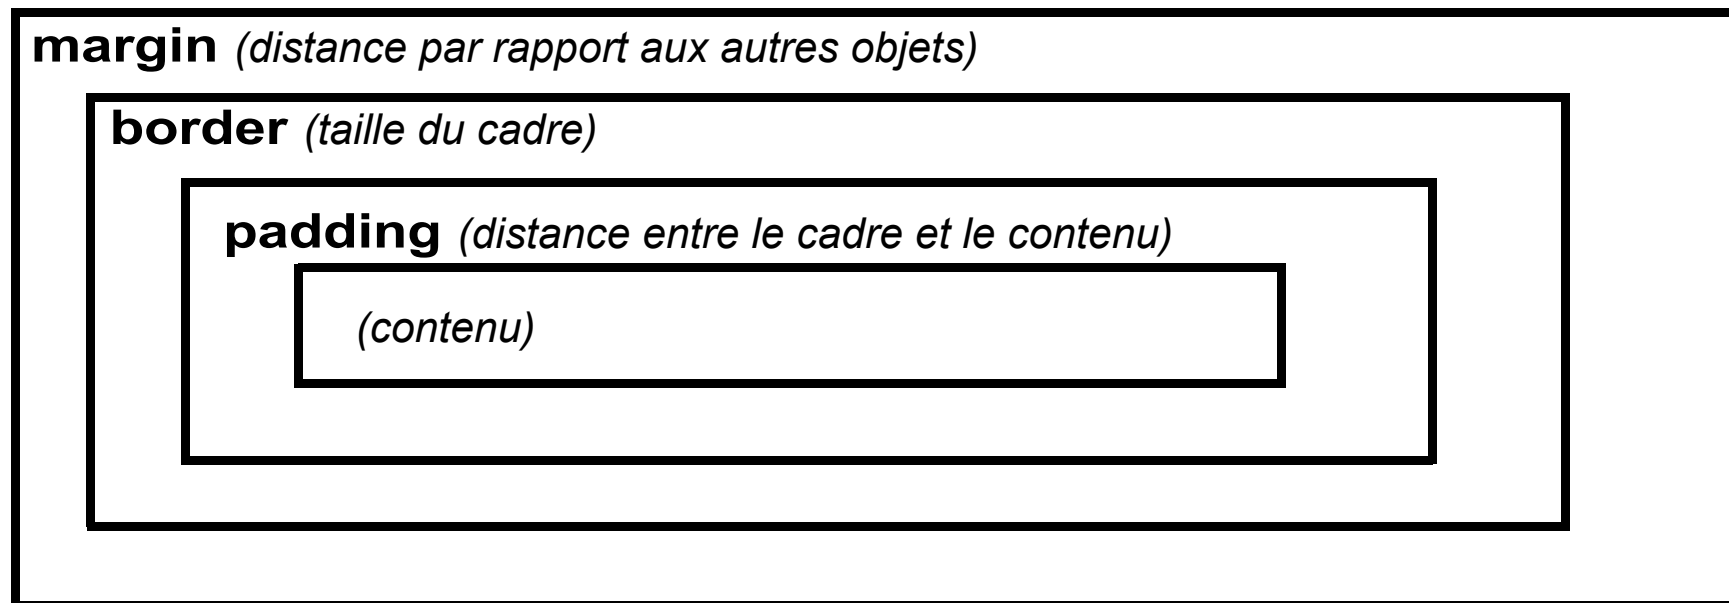 margin (distance par rapport aux autres objets)
border (taille du cadre)
padding (distance entre le cadre et le contenu)
(contenu)